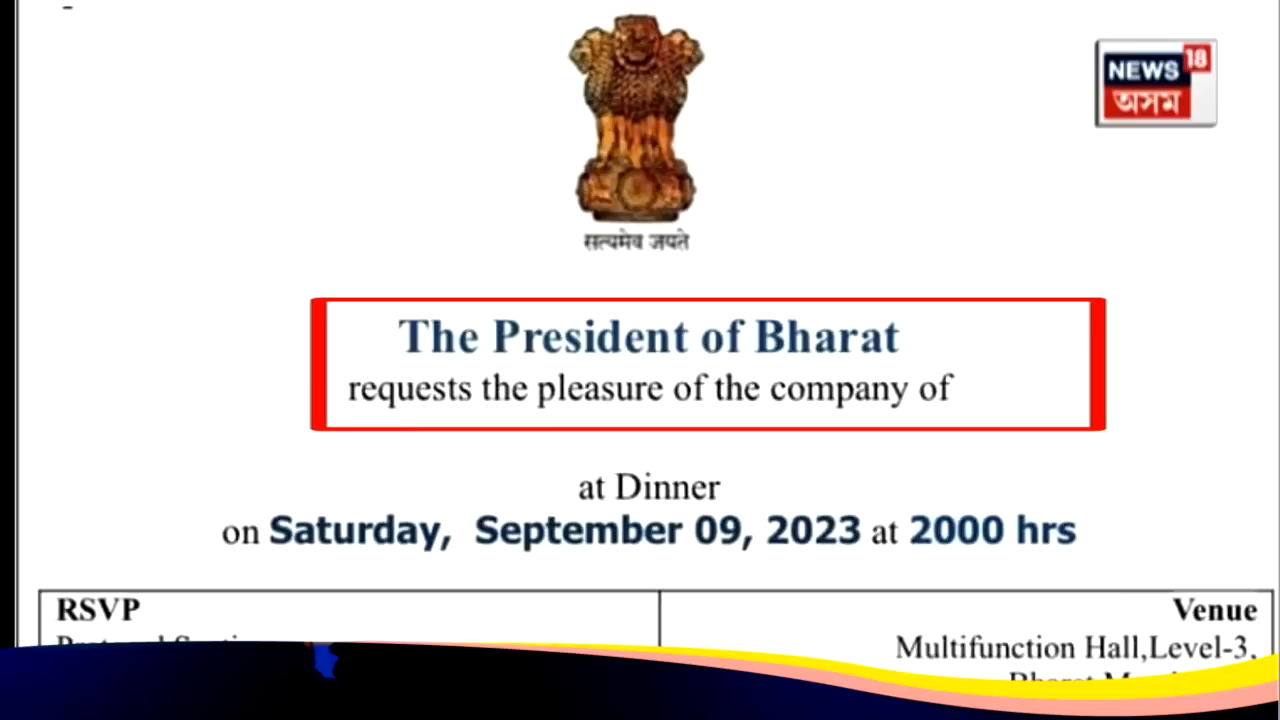 NEWS 18
অসম
सत्यमेव जयते
The President of Bharat
requests the pleasure of the company of
at Dinner
on Saturday, September 09, 2023 at 2000 hrs
RSVP
Venue
Multifunction Hall,Level-3,